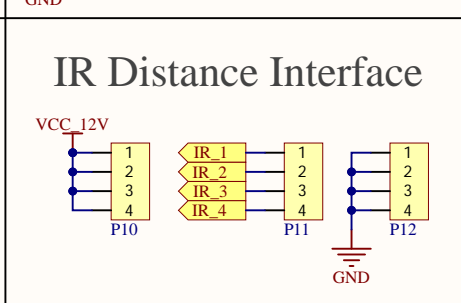 GND
IR Distance Interface
VCC_12V
1
2
3
4
P10
IR_1
IR_2
IR_3
IR_4
1
2
3
4
P11
1
2
3
4
P12
GND